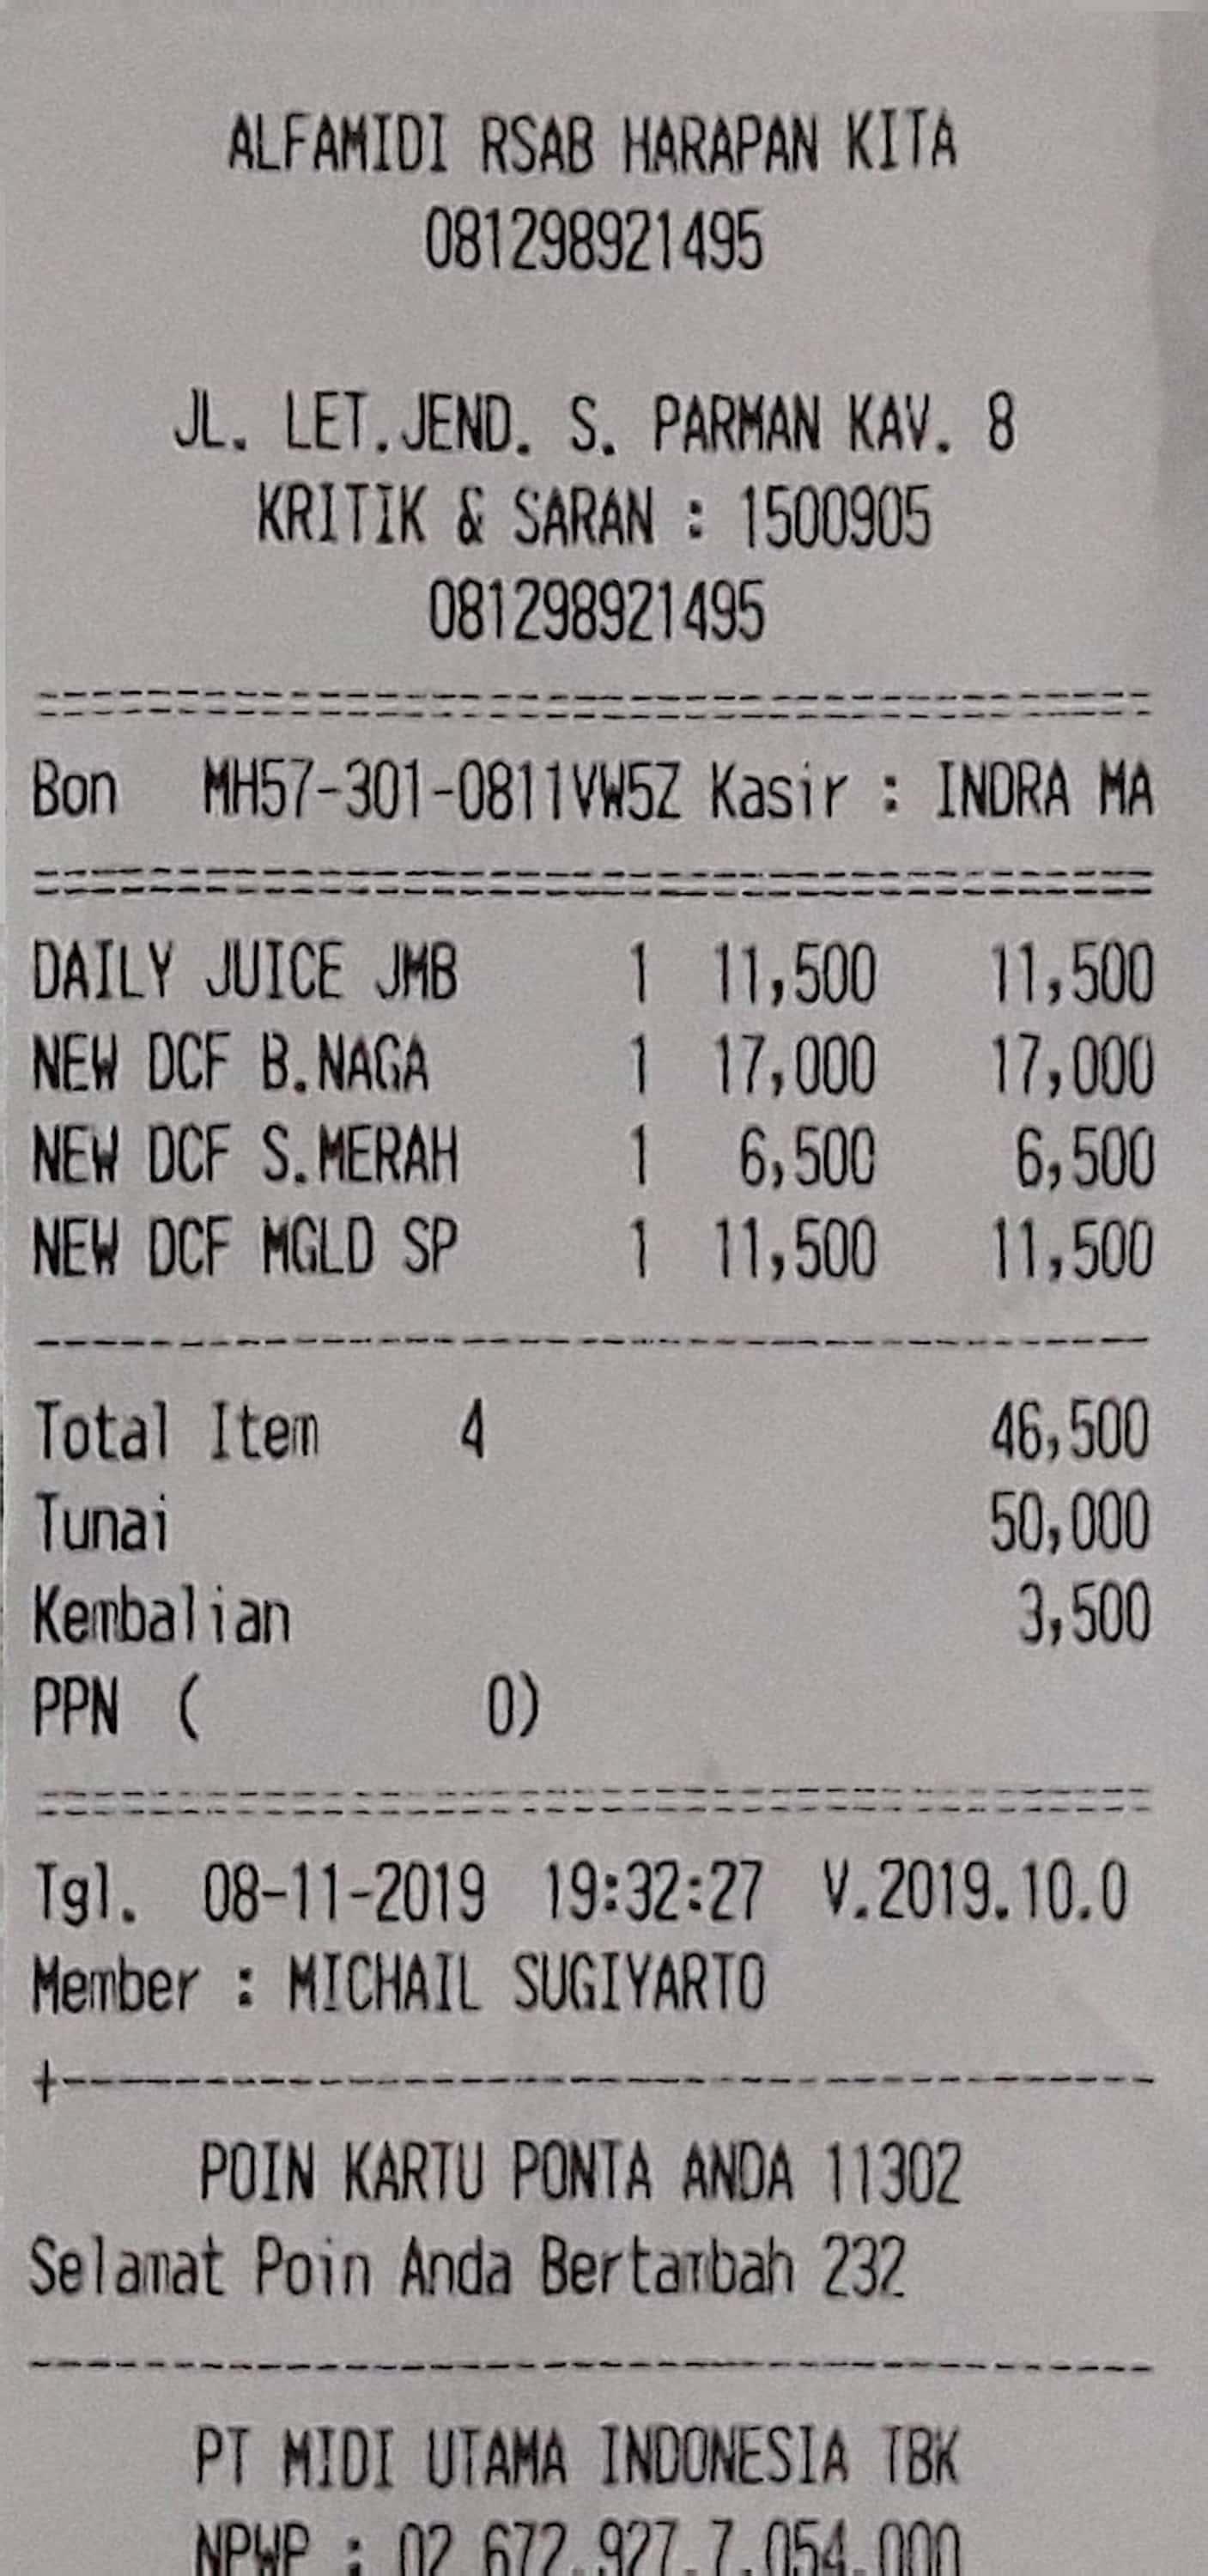 ALFAMIDI RSAB HARAPAN KITA
081298921495
JL. LET.JEND. S. PARMAN KAV. 8
KRITIK & SARAN : 1500905
081298921495
Bon MH57-301-0811VW5Z Kasir : INDRA MA
DAILY JUICE JMB 1 11,500 11,500
NEW DCF B.NAGA 1 17,000 17,000
NEW DCF S.MERAH 1 6,500 6,500
NEW DCF MGLD SP 1 11,500 11,500
Total Item 4 46,500
Tunai 50,000
Kembalian 3,500
PPN ( 0)
Tgl. 08-11-2019 19:32:27 V.2019.10.0
Member : MICHAIL SUGIYARTO
POIN KARTU PONTA ANDA 11302
Selamat Poin Anda Bertambah 232
PT MIDI UTAMA INDONESIA TBK
NPWP : 02.672.927.7.054.000